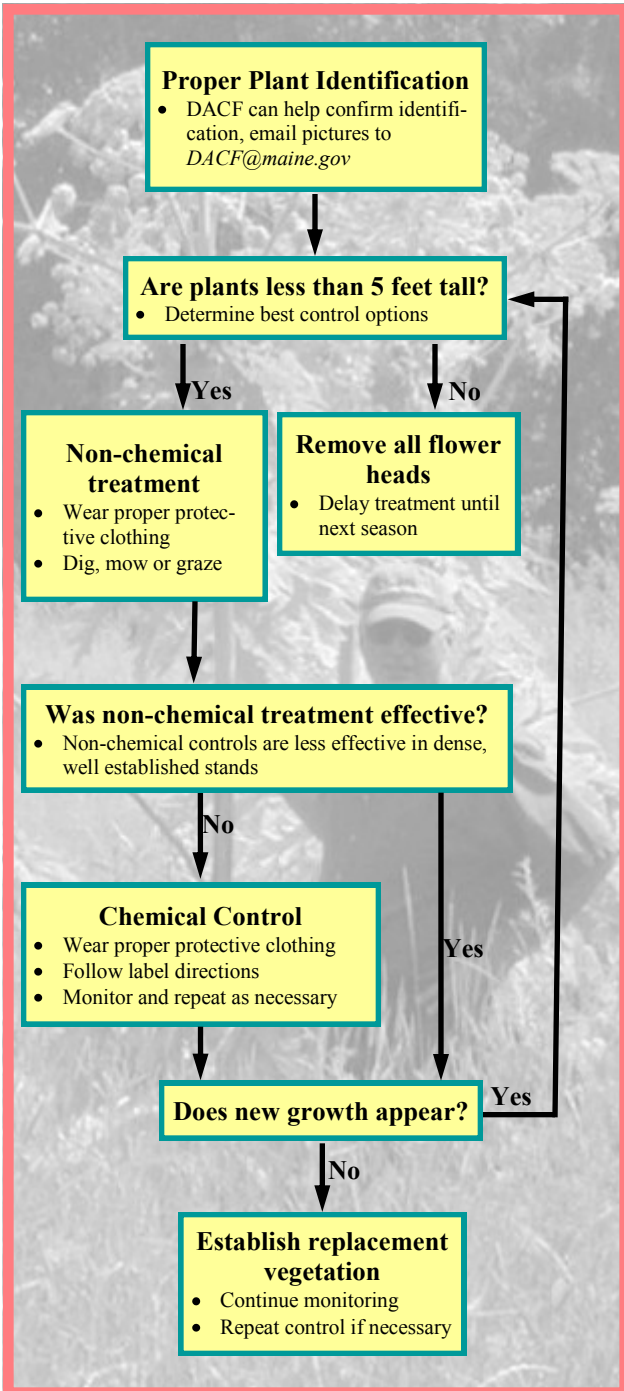 Proper Plant Identification
• DACF can help confirm identifi-
cation, email pictures to
DACF@maine.gov
Are plants less than 5 feet tall?
• Determine best control options
Yes
No
Non-chemical
treatment
• Wear proper protec-
tive clothing
• Dig, mow or graze
Remove all flower
heads
• Delay treatment until
next season
Was non-chemical treatment effective?
• Non-chemical controls are less effective in dense,
well established stands
No
Yes
Chemical Control
• Wear proper protective clothing
• Follow label directions
• Monitor and repeat as necessary
Does new growth appear?
Yes
No
Establish replacement
vegetation
• Continue monitoring
• Repeat control if necessary